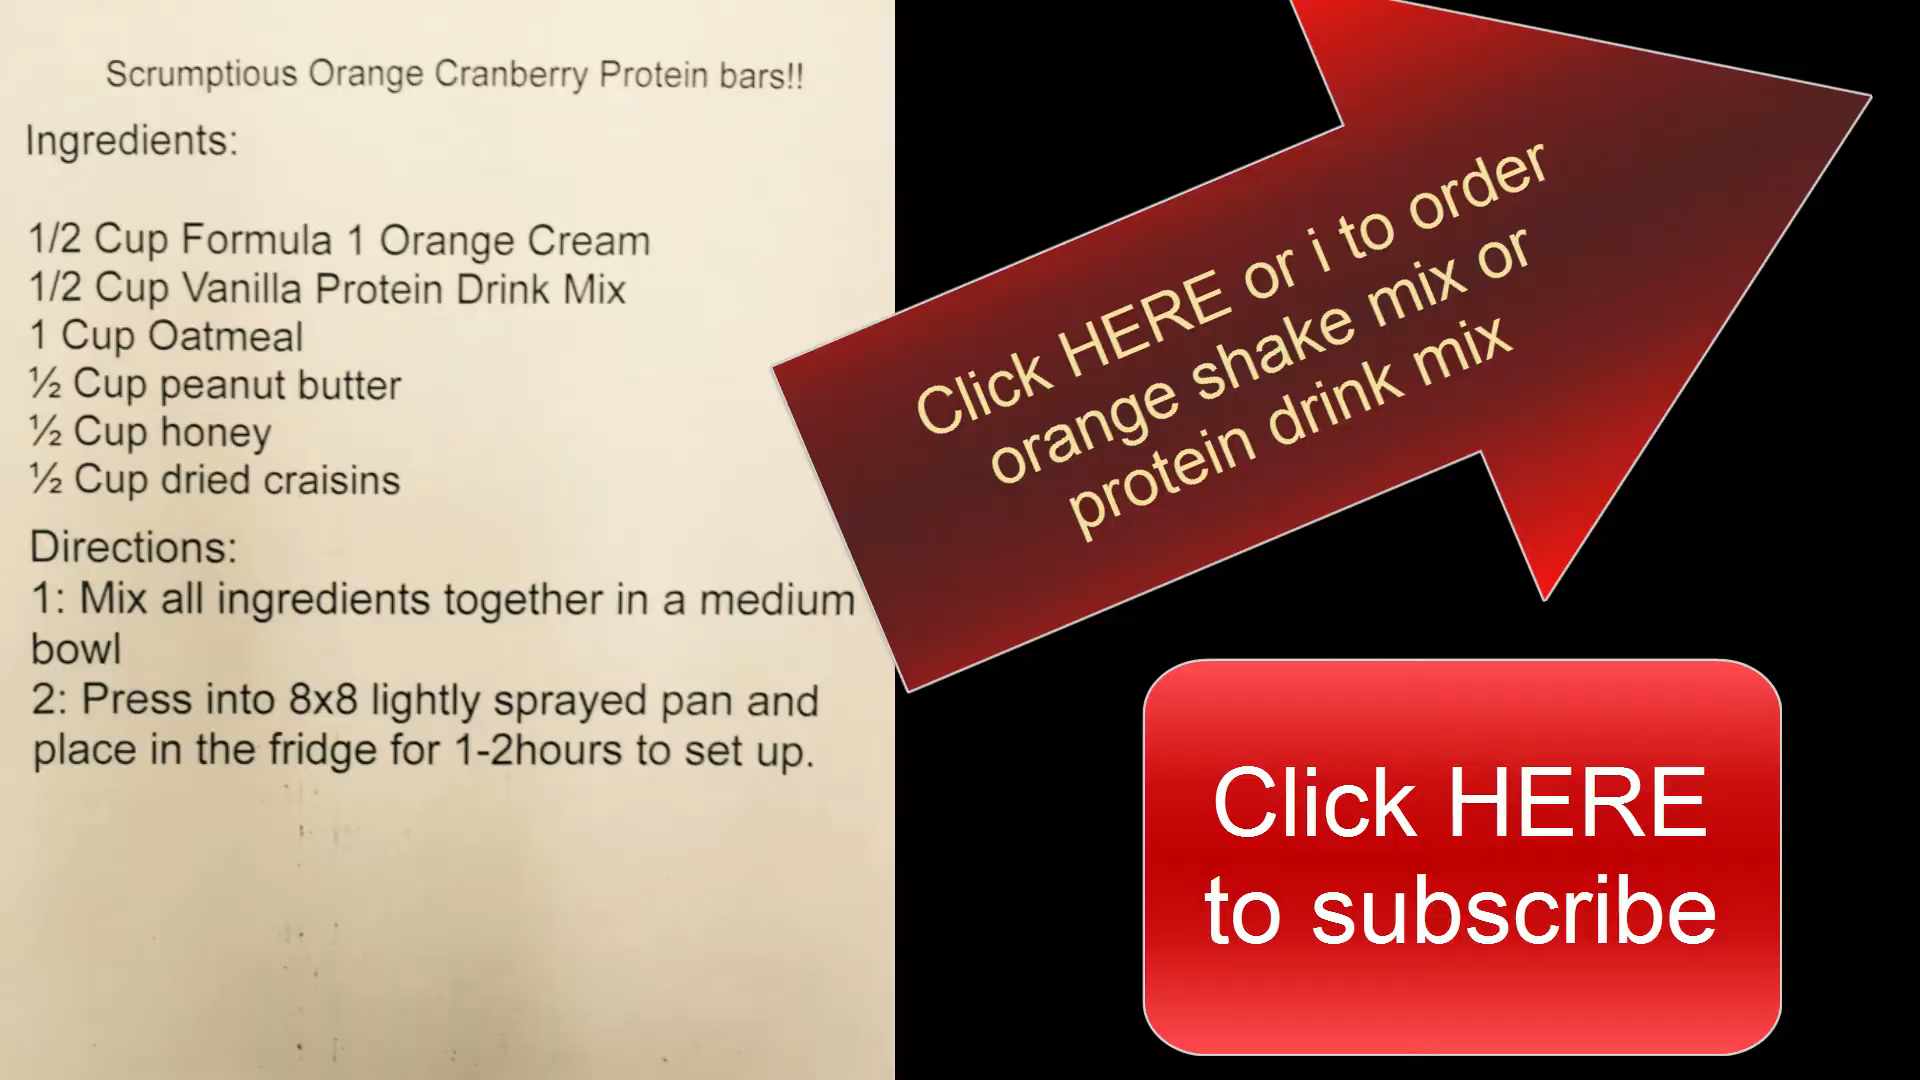 Scrumptious Orange Cranberry Protein bars!!
Ingredients:
1/2 Cup Formula 1 Orange Cream
1/2 Cup Vanilla Protein Drink Mix
1 Cup Oatmeal
½ Cup peanut butter
½ Cup honey
½ Cup dried craisins
Directions:
1: Mix all ingredients together in a medium
bowl
2: Press into 8x8 lightly sprayed pan and
place in the fridge for 1-2hours to set up.
Click HERE or i to order
orange shake mix or
protein drink mix
Click HERE
to subscribe